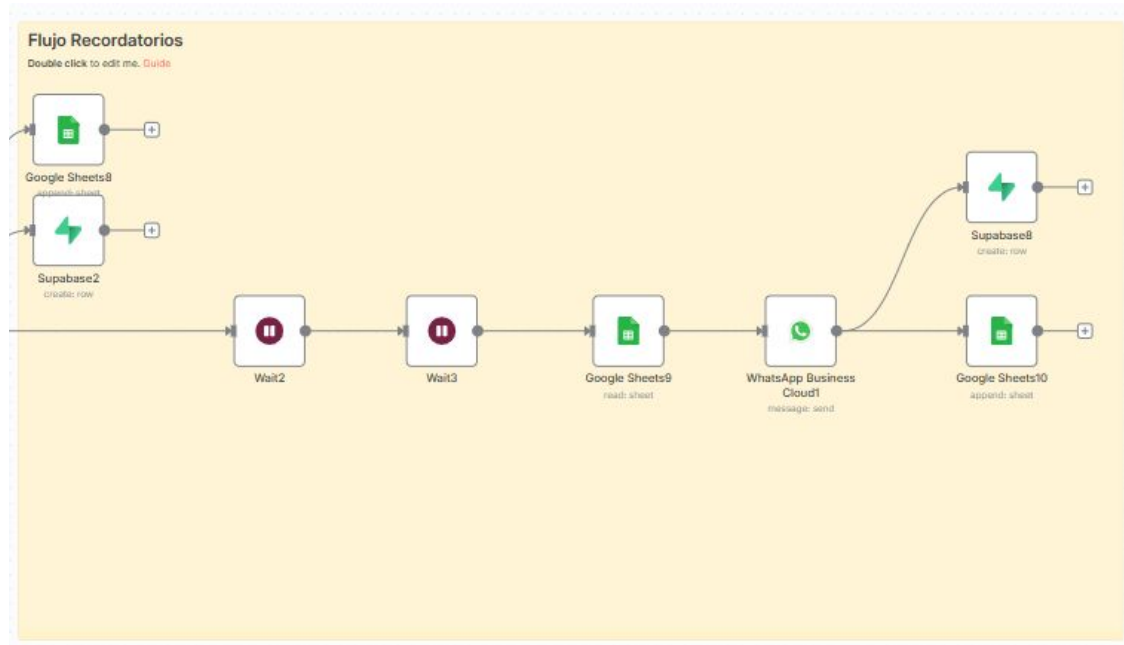 Flujo Recordatorios
Double click to edit me. Guide
Google Sheets8
append: sheet
Supabase2
create: row
Wait2
Wait3
Google Sheets9
read: sheet
WhatsApp Business
Cloud1
message: send
Supabase8
create: row
Google Sheets10
append: sheet